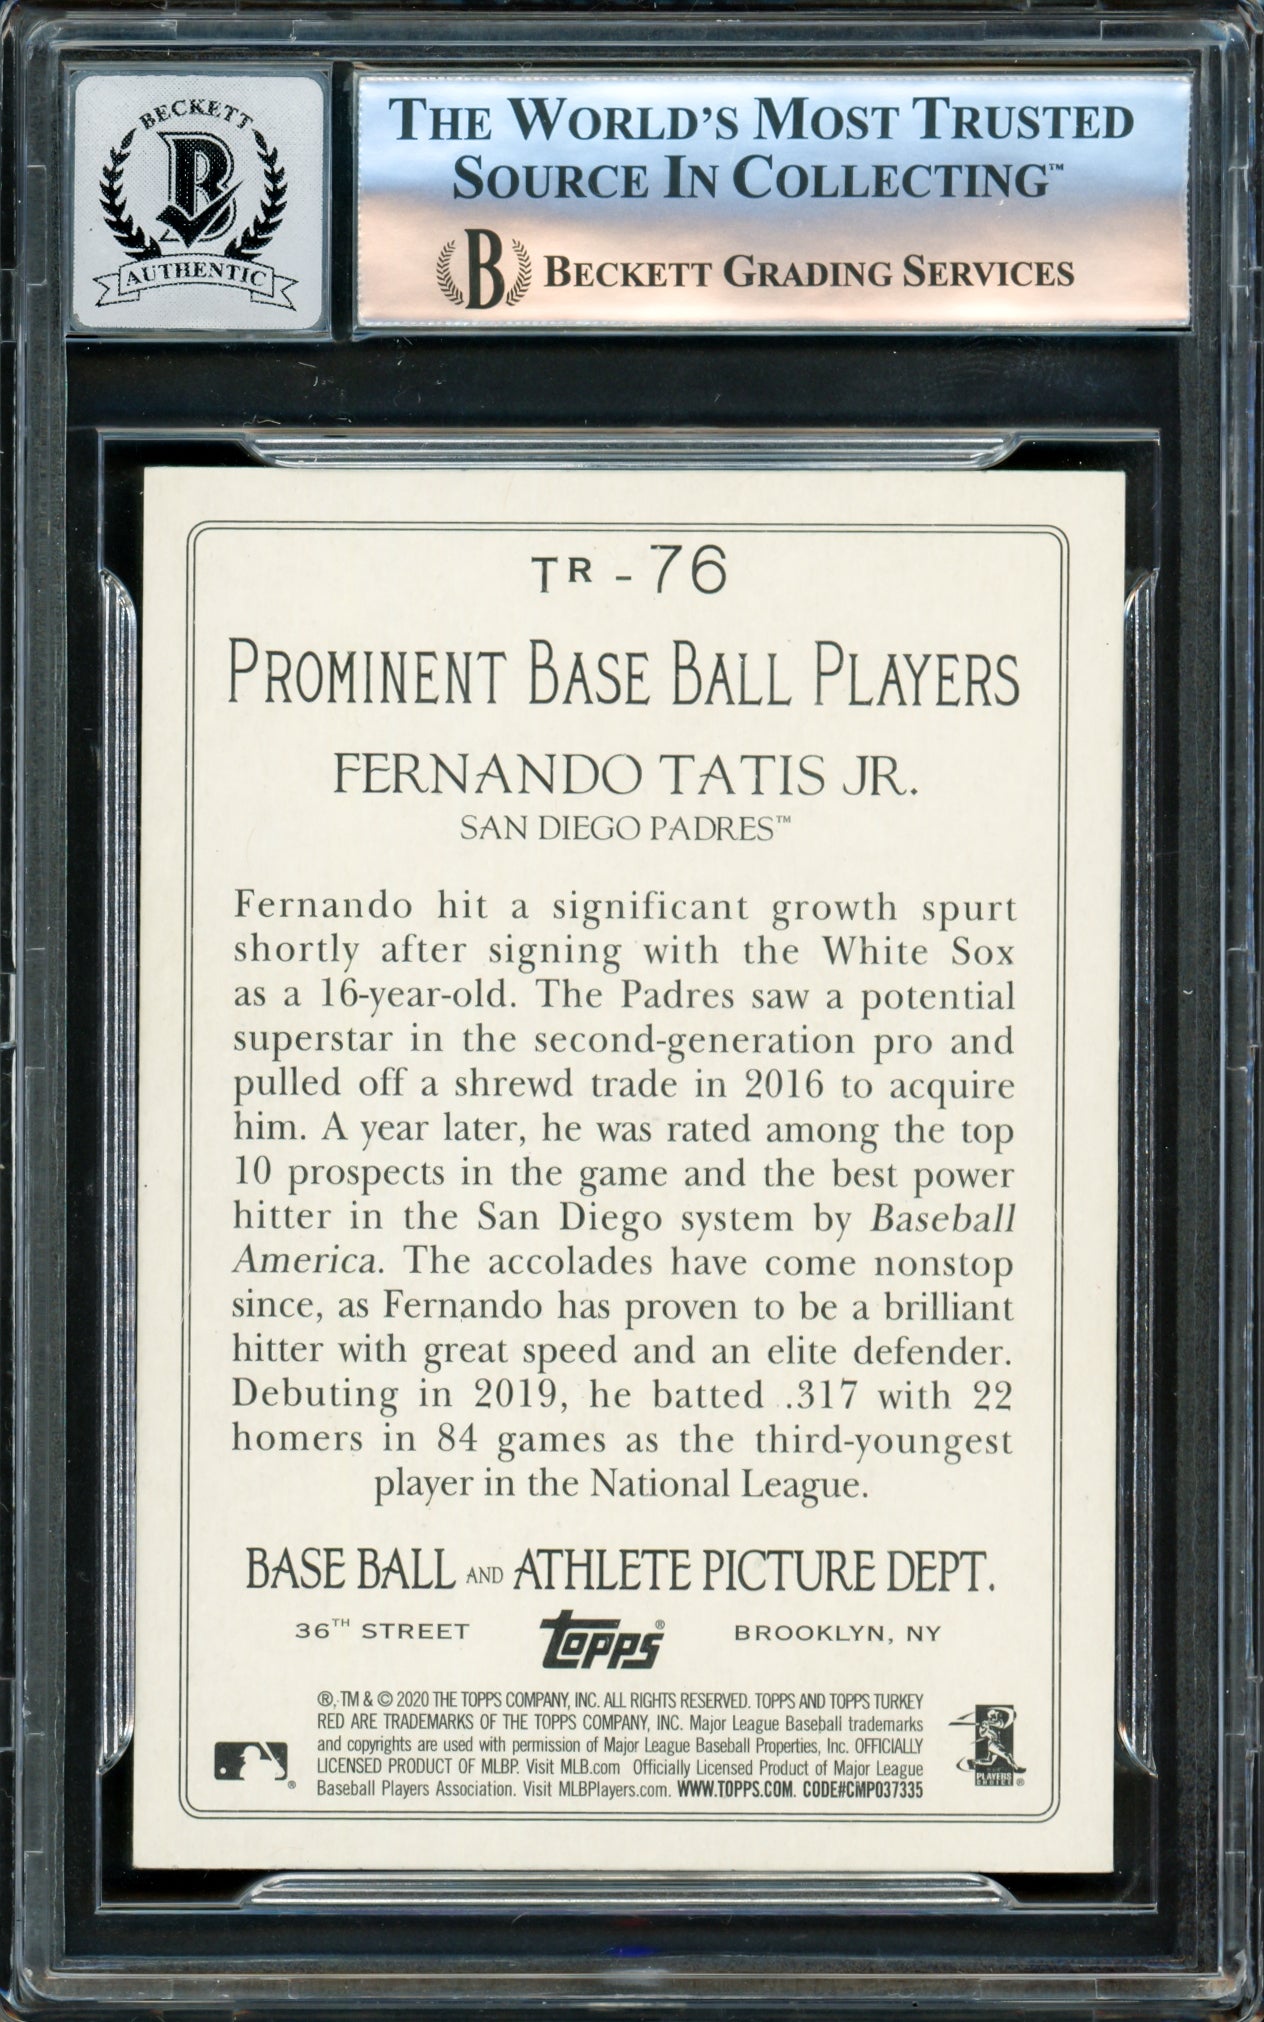 BECKETT
B
AUTHENTIC
THE WORLD'S MOST TRUSTED
SOURCE IN COLLECTING™
B BECKETT GRADING SERVICES
TR-76
PROMINENT BASE BALL PLAYERS
FERNANDO TATIS JR.
SAN DIEGO PADRES™
Fernando hit a significant growth spurt
shortly after signing with the White Sox
as a 16-year-old. The Padres saw a potential
superstar in the second-generation pro and
pulled off a shrewd trade in 2016 to acquire
him. A year later, he was rated among the top
10 prospects in the game and the best power
hitter in the San Diego system by Baseball
America. The accolades have come nonstop
since, as Fernando has proven to be a brilliant
hitter with great speed and an elite defender.
Debuting in 2019, he batted .317 with 22
homers in 84 games as the third-youngest
player in the National League.
BASE BALL AND ATHLETE PICTURE DEPT.
36TH STREET Topps® BROOKLYN, NY
®, TM & © 2020 THE TOPPS COMPANY, INC. ALL RIGHTS RESERVED. TOPPS AND TOPPS TURKEY
RED ARE TRADEMARKS OF THE TOPPS COMPANY, INC. Major League Baseball trademarks
and copyrights are used with permission of Major League Baseball Properties, Inc. OFFICIALLY
LICENSED PRODUCT OF MLBP. Visit MLB.com Officially Licensed Product of Major League
Baseball Players Association. Visit MLBPlayers.com. WWW.TOPPS.COM. CODE#CMP037335
®
PLAYERS
CHOICE ®